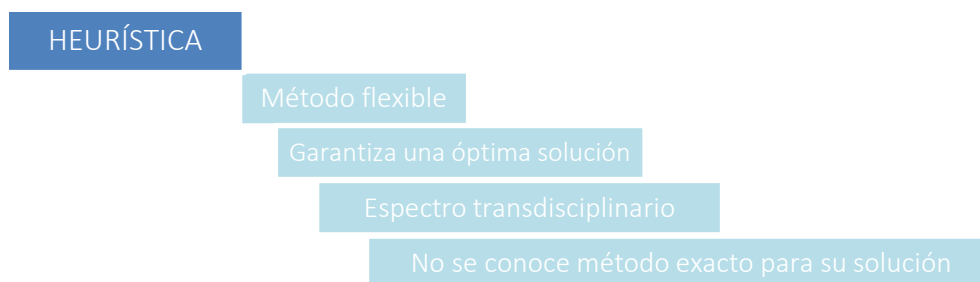 HEURÍSTICA
Método flexible
Garantiza una óptima solución
Espectro transdisciplinario
No se conoce método exacto para su solución